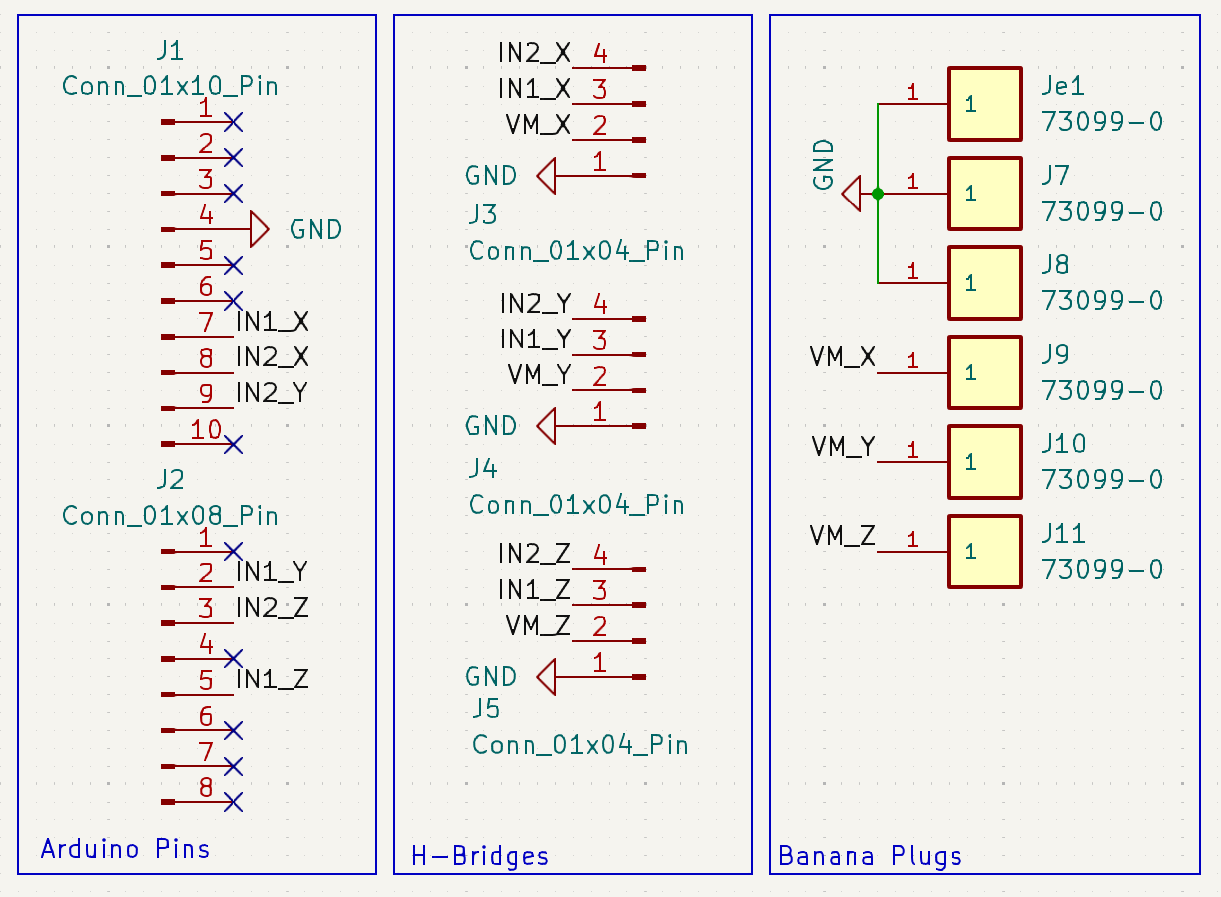 J1
Conn_01x10_Pin
1
2
3
4 GND
5
6
7 IN1_X
8 IN2_X
9 IN2_Y
10
J2
Conn_01x08_Pin
1
2 IN1_Y
3 IN2_Z
4
5 IN1_Z
6
7
8
Arduino Pins
IN2_X 4
IN1_X 3
VM_X 2
GND 1
J3
Conn_01x04_Pin
IN2_Y 4
IN1_Y 3
VM_Y 2
GND 1
J4
Conn_01x04_Pin
IN2_Z 4
IN1_Z 3
VM_Z 2
GND 1
J5
Conn_01x04_Pin
H-Bridges
GND
1 1 Je1
73099-0
1 1 J7
73099-0
1 1 J8
73099-0
VM_X 1 1 J9
73099-0
VM_Y 1 1 J10
73099-0
VM_Z 1 1 J11
73099-0
Banana Plugs